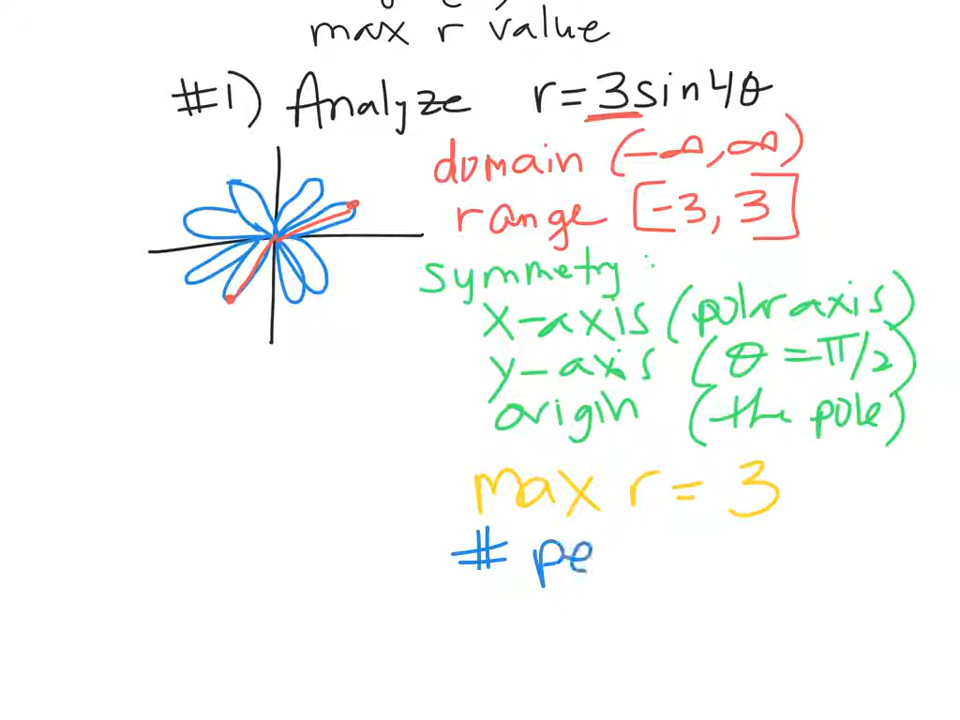 max r value
#1) Analyze r=3sin4θ
domain (-∞,∞)
range [-3, 3]
symmetry:
x-axis (polar axis)
y-axis (θ=π/2)
origin (the pole)
max r = 3
# pe